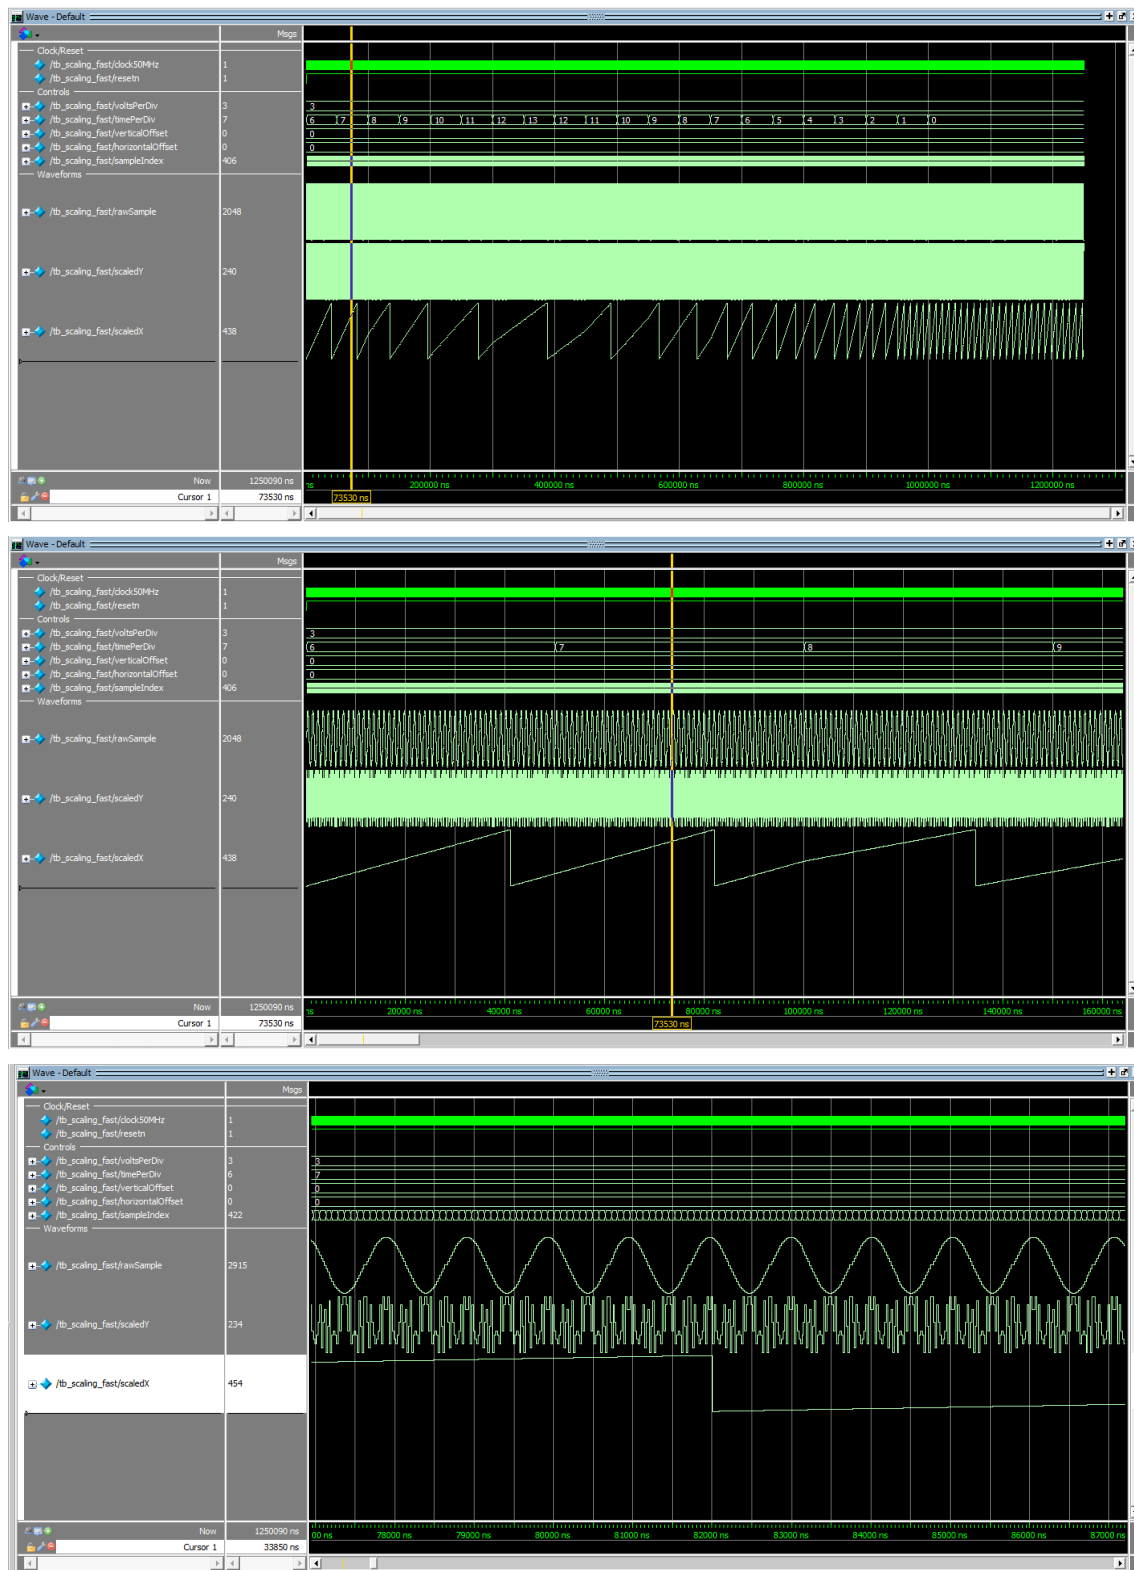 Wave - Default
Msgs
Clock/Reset
/tb_scaling_fast/clock50MHz 1
/tb_scaling_fast/resetn 1
Controls
/tb_scaling_fast/voltsPerDiv 3 3
/tb_scaling_fast/timePerDiv 7 6 7 8 9 10 11 12 13 12 11 10 9 8 7 6 5 4 3 2 1 0
/tb_scaling_fast/verticalOffset 0 0
/tb_scaling_fast/horizontalOffset 0 0
/tb_scaling_fast/sampleIndex 406
Waveforms
/tb_scaling_fast/rawSample 2048
/tb_scaling_fast/scaledY 240
/tb_scaling_fast/scaledX 438
Now 1250090 ns ns 200000 ns 400000 ns 600000 ns 800000 ns 1000000 ns 1200000 ns
Cursor 1 73530 ns 73530 ns
Wave - Default
Msgs
Clock/Reset
/tb_scaling_fast/clock50MHz 1
/tb_scaling_fast/resetn 1
Controls
/tb_scaling_fast/voltsPerDiv 3 3
/tb_scaling_fast/timePerDiv 7 6 7 8 9
/tb_scaling_fast/verticalOffset 0 0
/tb_scaling_fast/horizontalOffset 0 0
/tb_scaling_fast/sampleIndex 406
Waveforms
/tb_scaling_fast/rawSample 2048
/tb_scaling_fast/scaledY 240
/tb_scaling_fast/scaledX 438
Now 1250090 ns ns 20000 ns 40000 ns 60000 ns 80000 ns 100000 ns 120000 ns 140000 ns 160000 ns
Cursor 1 73530 ns 73530 ns
Wave - Default
Msgs
Clock/Reset
/tb_scaling_fast/clock50MHz 1
/tb_scaling_fast/resetn 1
Controls
/tb_scaling_fast/voltsPerDiv 3 3
/tb_scaling_fast/timePerDiv 6 7
/tb_scaling_fast/verticalOffset 0 0
/tb_scaling_fast/horizontalOffset 0 0
/tb_scaling_fast/sampleIndex 422
Waveforms
/tb_scaling_fast/rawSample 2915
/tb_scaling_fast/scaledY 234
/tb_scaling_fast/scaledX 454
Now 1250090 ns 00 ns 78000 ns 79000 ns 80000 ns 81000 ns 82000 ns 83000 ns 84000 ns 85000 ns 86000 ns 87000 ns
Cursor 1 33850 ns